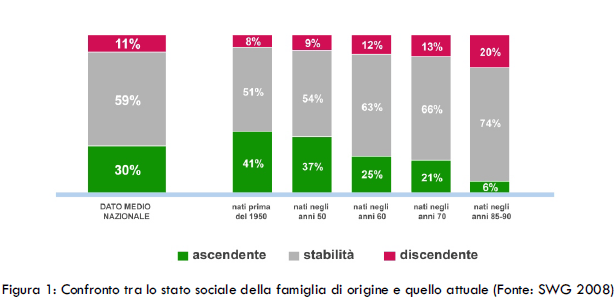 11% 8% 9% 12% 13% 20%
59% 51% 54% 63% 66% 74%
30% 41% 37% 25% 21% 6%
DATO MEDIO NAZIONALE
nati prima del 1950
nati negli anni 50
nati negli anni 60
nati negli anni 70
nati negli anni 85-90
ascendente stabilità discendente
Figura 1: Confronto tra lo stato sociale della famiglia di origine e quello attuale (Fonte: SWG 2008)